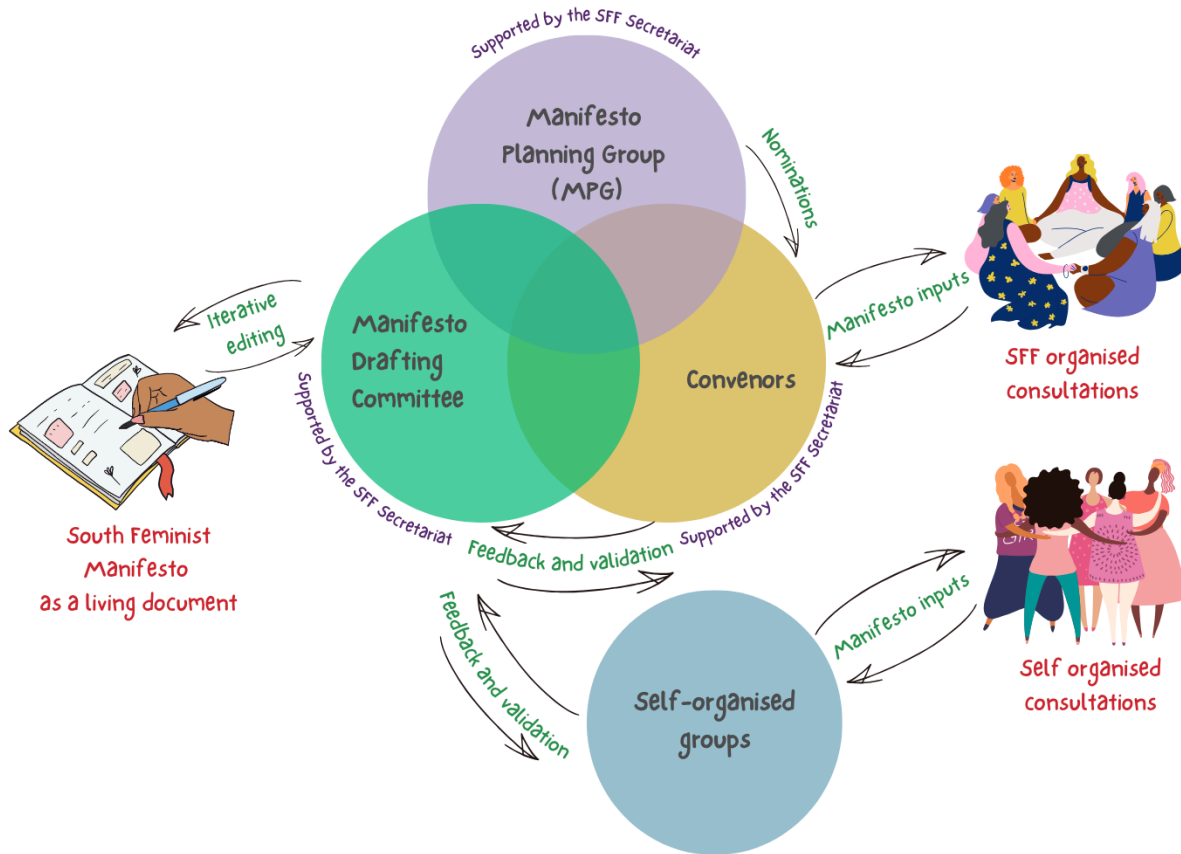 Supported by the SFF Secretariat
Manifesto
Planning Group
(MPG)
Nominations
Manifesto inputs
SFF organised
consultations
Iterative
editing
Manifesto
Drafting
Committee
Convenors
Supported by the SFF Secretariat
Supported by the SFF Secretariat
South Feminist
Manifesto
as a living document
Feedback and validation
Feedback and validation
Manifesto inputs
Self organised
consultations
Self-organised
groups